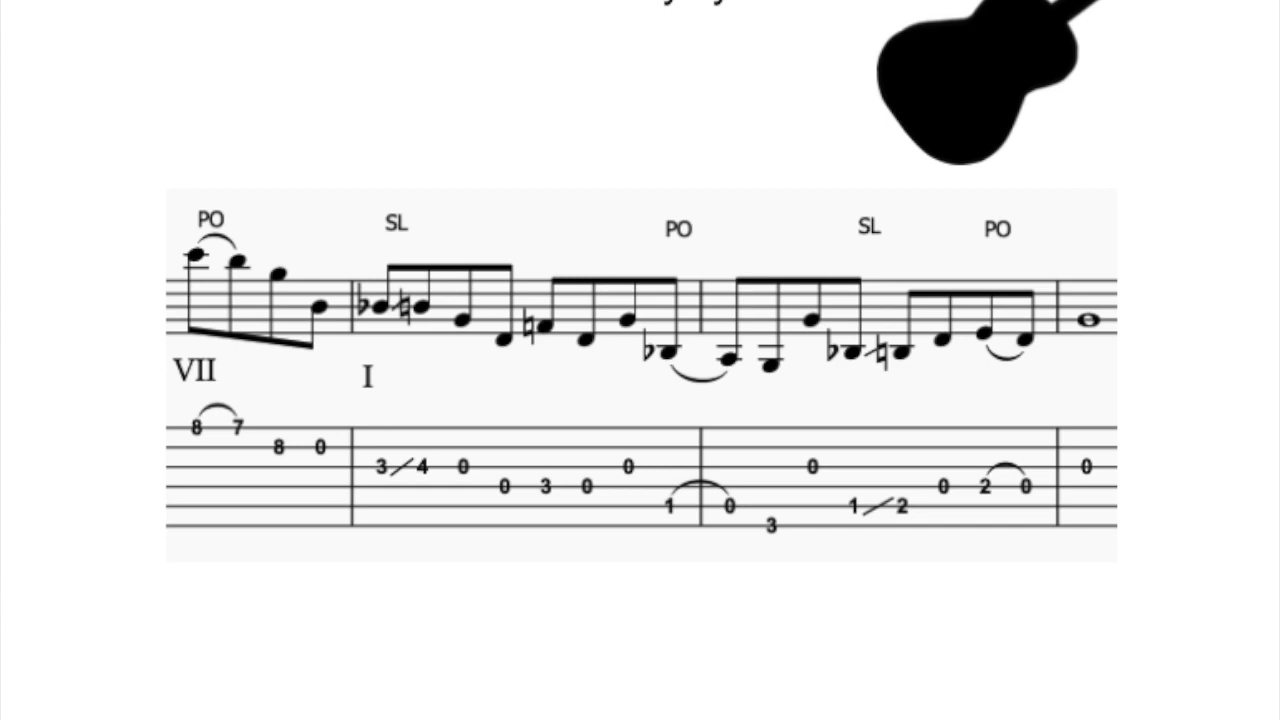 PO SL PO SL PO
VII I
8 7
8 0
3 4 0 0 0 0
0 3 0 0 2 0
1 0 1 2
3